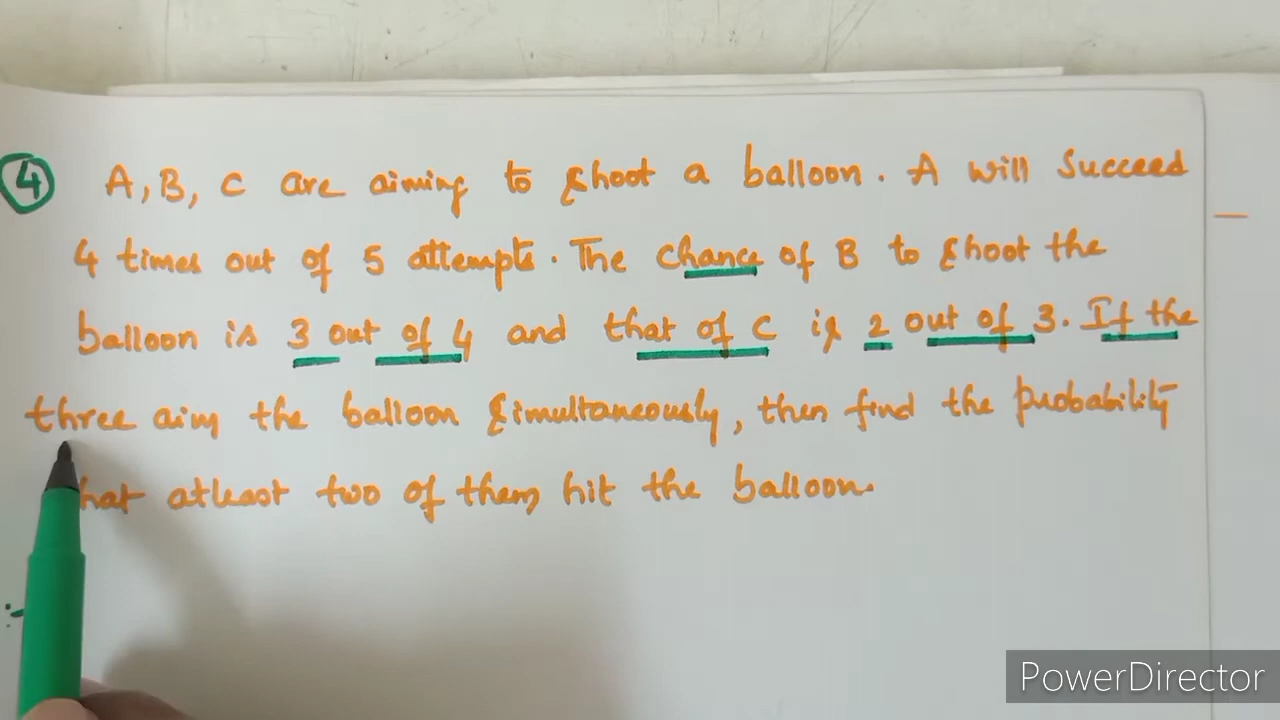 4 A, B, C are aiming to shoot a balloon. A will succeed
4 times out of 5 attempts. The chance of B to shoot the
balloon is 3 out of 4 and that of C is 2 out of 3. If the
three aim the balloon simultaneously, then find the probability
that atleast two of them hit the balloon.
PowerDirector